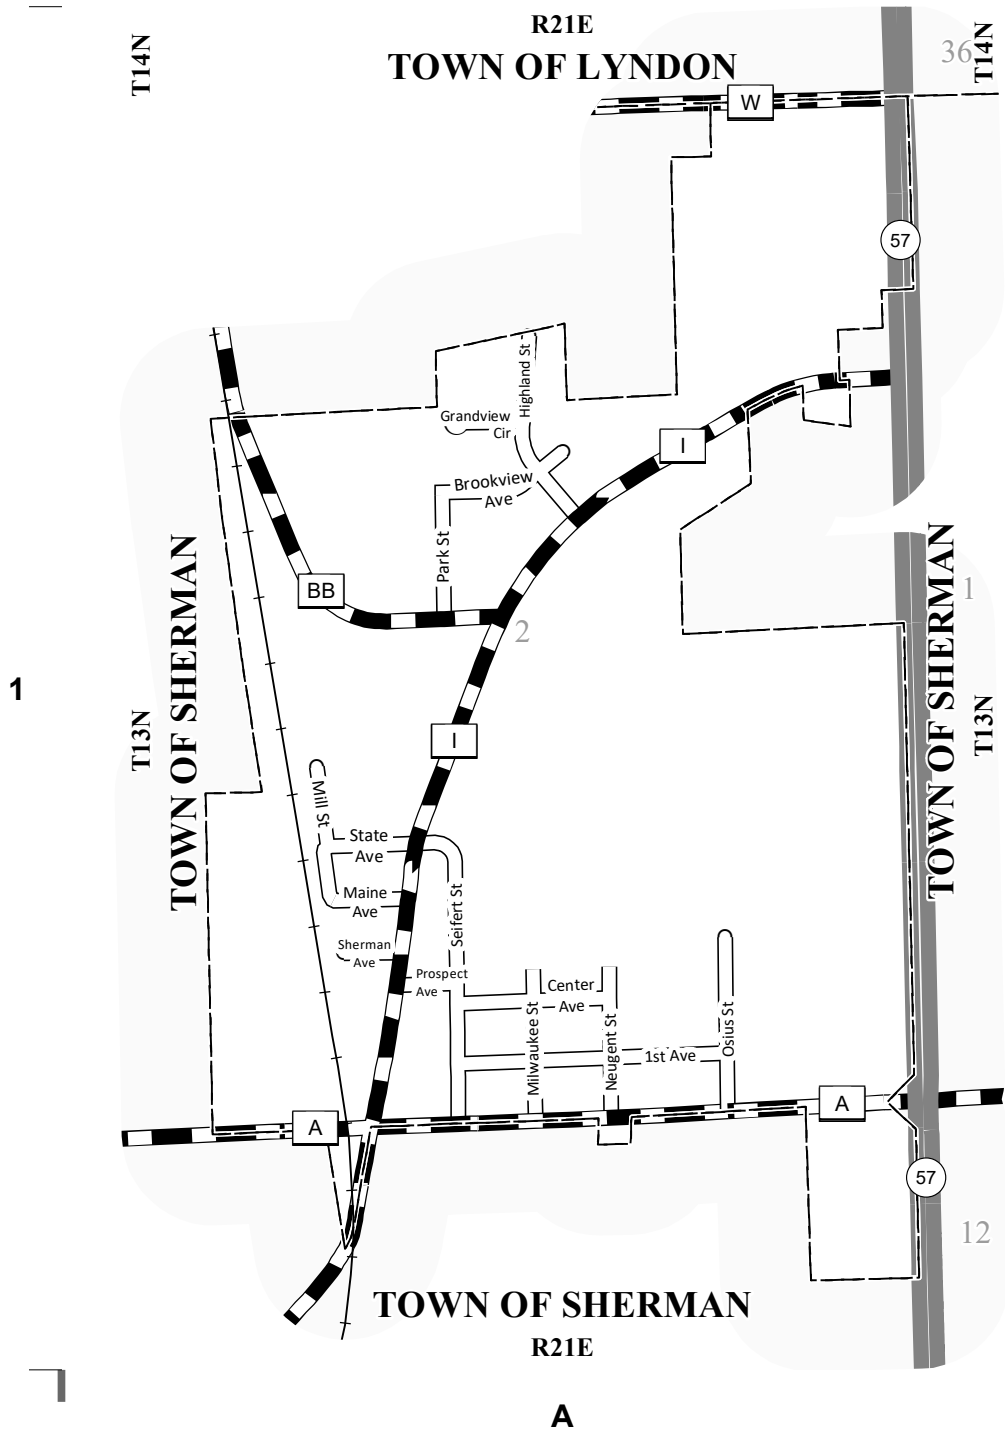 R21E
TOWN OF LYNDON
T14N
36
T14N
W
57
Highland St
Grandview
Cir
I
Brookview
Ave
Park St
BB
2
TOWN OF SHERMAN
TOWN OF SHERMAN
1
1
T13N
T13N
I
Mill St
State
Ave
Maine
Ave
Seifert St
Sherman
Ave
Prospect
Ave
Center
Ave
Milwaukee St
Neugent St
Osius St
1st Ave
A
A
57
12
TOWN OF SHERMAN
R21E
A